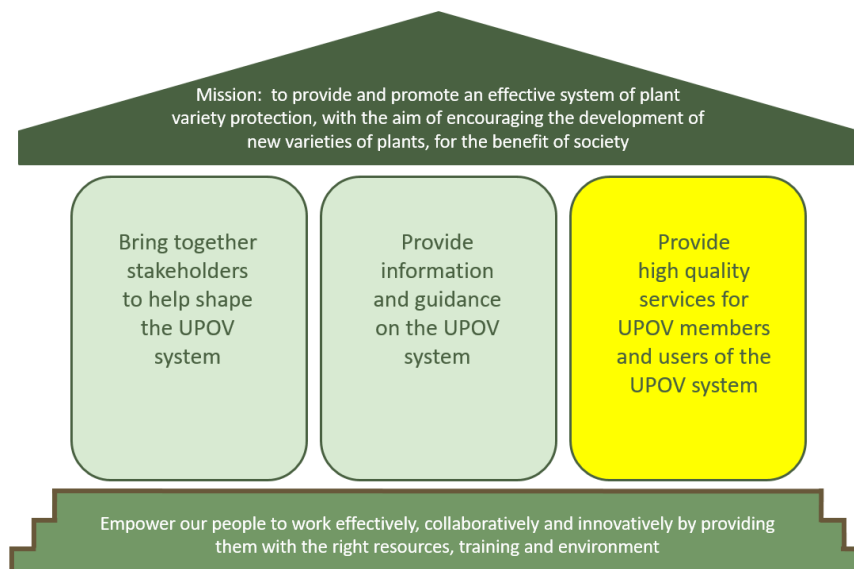 Mission:  to provide and promote an effective system of plant
variety protection, with the aim of encouraging the development of
new varieties of plants, for the benefit of society
Bring together
stakeholders
to help shape
the UPOV
system
Provide
information
and guidance
on the UPOV
system
Provide
high quality
services for
UPOV members
and users of the
UPOV system
Empower our people to work effectively, collaboratively and innovatively by providing
them with the right resources, training and environment